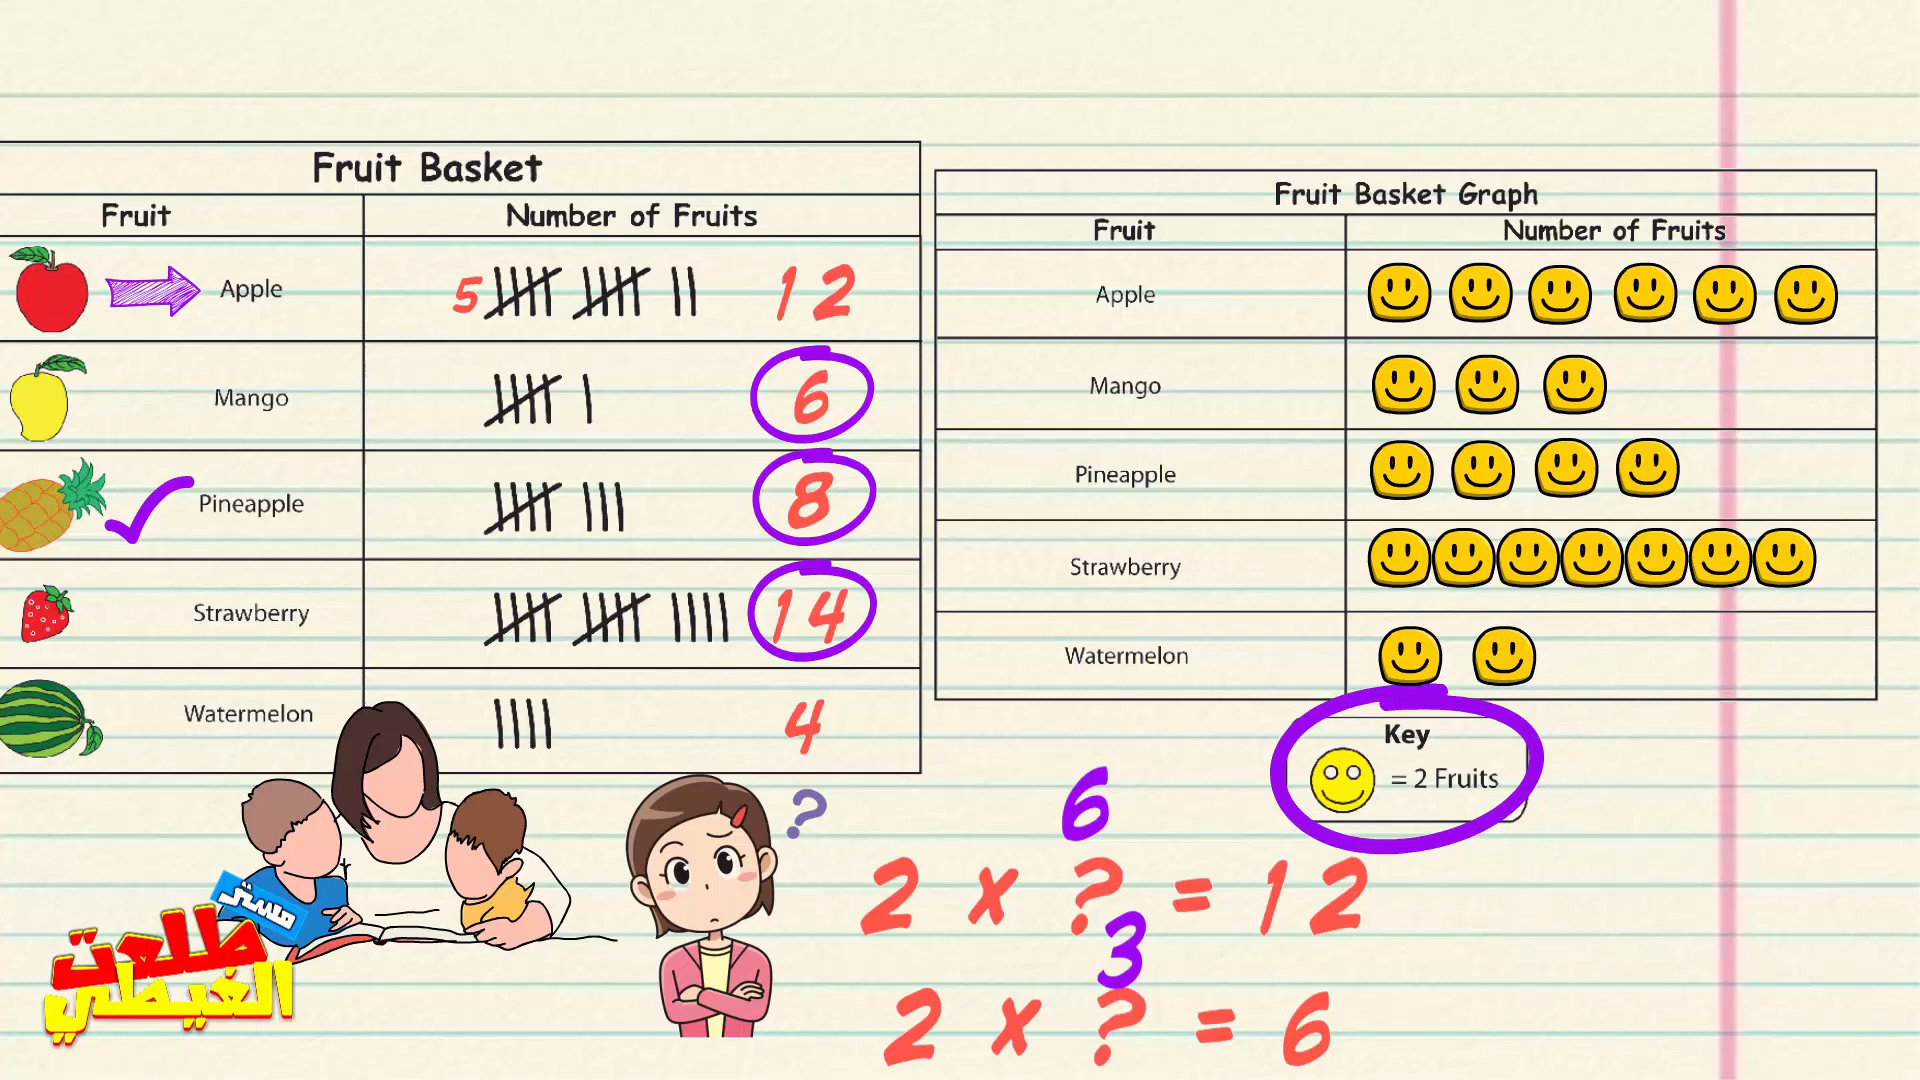 Fruit Basket
Fruit Number of Fruits
Apple 5 12
Mango 6
Pineapple 8
Strawberry 14
Watermelon 4
Fruit Basket Graph
Fruit Number of Fruits
Apple
Mango
Pineapple
Strawberry
Watermelon
Key
= 2 Fruits
?
6
2 x ? = 12
3
2 x ? = 6
مستر
طلعت
الغيطي